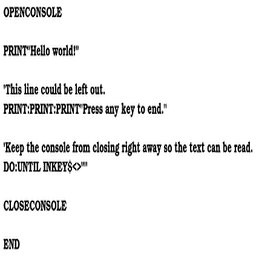 OPENCONSOLE
PRINT"Hello world!"
'This line could be left out.
PRINT:PRINT:PRINT"Press any key to end."
'Keep the console from closing right away so the text can be read.
DO:UNTIL INKEY$<>""
CLOSECONSOLE
END